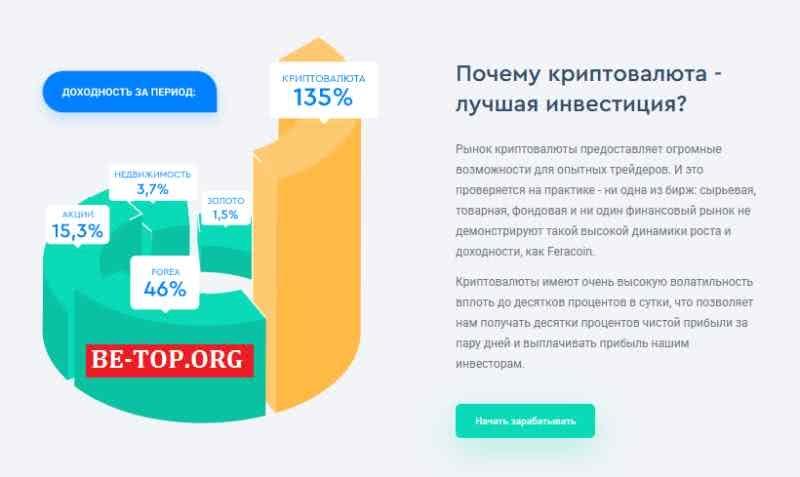 ДОХОДНОСТЬ ЗА ПЕРИОД:
КРИПТОВАЛЮТА
135%
НЕДВИЖИМОСТЬ
3,7%
ЗОЛОТО
1,5%
АКЦИИ
15,3%
FOREX
46%
BE-TOP.ORG
Почему криптовалюта -
лучшая инвестиция?
Рынок криптовалюты предоставляет огромные
возможности для опытных трейдеров. И это
проверяется на практике - ни одна из бирж: сырьевая,
товарная, фондовая и ни один финансовый рынок не
демонстрируют такой высокой динамики роста и
доходности, как Feracoin.
Криптовалюты имеют очень высокую волатильность
вплоть до десятков процентов в сутки, что позволяет
нам получать десятки процентов чистой прибыли за
пару дней и выплачивать прибыль нашим
инвесторам.
Начать зарабатывать